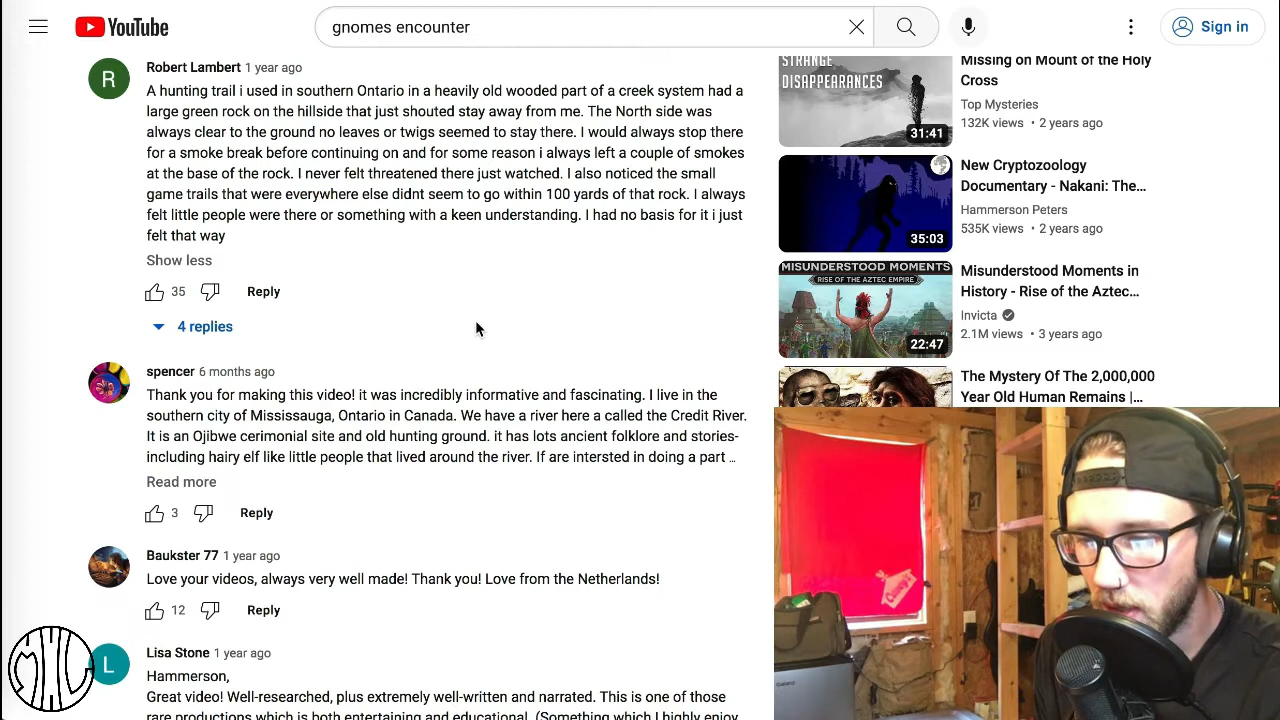 YouTube
gnomes encounter
Sign in
Robert Lambert 1 year ago
A hunting trail i used in southern Ontario in a heavily old wooded part of a creek system had a
large green rock on the hillside that just shouted stay away from me. The North side was
always clear to the ground no leaves or twigs seemed to stay there. I would always stop there
for a smoke break before continuing on and for some reason i always left a couple of smokes
at the base of the rock. I never felt threatened there just watched. I also noticed the small
game trails that were everywhere else didnt seem to go within 100 yards of that rock. I always
felt little people were there or something with a keen understanding. I had no basis for it i just
felt that way
Show less
35 Reply
4 replies
spencer 6 months ago
Thank you for making this video! it was incredibly informative and fascinating. I live in the
southern city of Mississauga, Ontario in Canada. We have a river here a called the Credit River.
It is an Ojibwe cerimonial site and old hunting ground. it has lots ancient folklore and stories-
including hairy elf like little people that lived around the river. If are intersted in doing a part ...
Read more
3 Reply
Baukster 77 1 year ago
Love your videos, always very well made! Thank you! Love from the Netherlands!
12 Reply
Lisa Stone 1 year ago
Hammerson,
Great video! Well-researched, plus extremely well-written and narrated. This is one of those
rare productions which is both entertaining and educational. (Something which I highly enjoy
R
L
STRANGE
DISAPPEARANCES
31:41
Missing on Mount of the Holy
Cross
Top Mysteries
132K views • 2 years ago
35:03
New Cryptozoology
Documentary - Nakani: The...
Hammerson Peters
535K views • 2 years ago
MISUNDERSTOOD MOMENTS
RISE OF THE AZTEC EMPIRE
22:47
Misunderstood Moments in
History - Rise of the Aztec...
Invicta
2.1M views • 3 years ago
The Mystery Of The 2,000,000
Year Old Human Remains |...